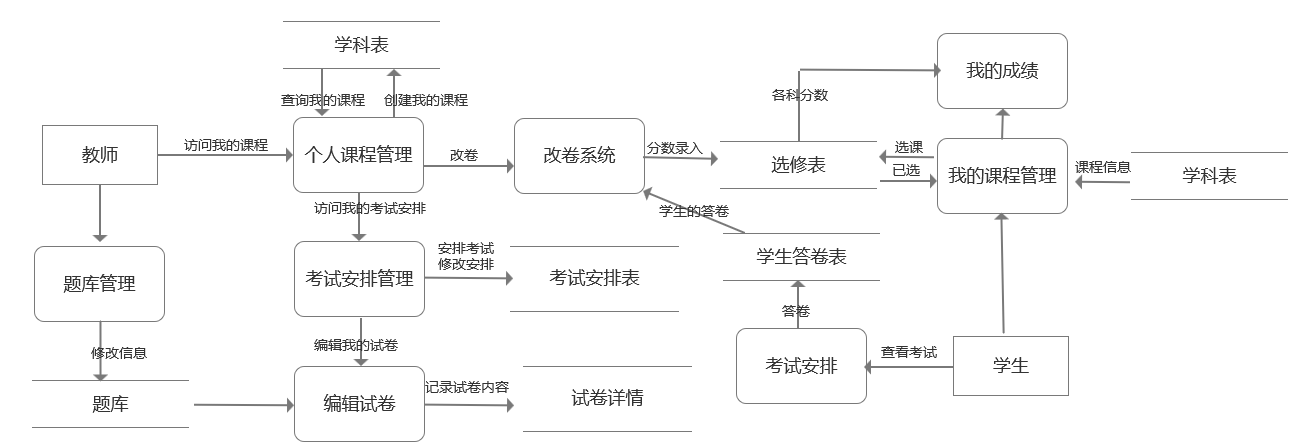 学科表
查询我的课程
创建我的课程
教师
访问我的课程
个人课程管理
改卷
改卷系统
分数录入
选修表
各科分数
我的成绩
选课
已选
我的课程管理
课程信息
学科表
访问我的考试安排
学生的答卷
题库管理
考试安排管理
安排考试
修改安排
考试安排表
学生答卷表
答卷
修改信息
编辑我的试卷
考试安排
查看考试
学生
题库
编辑试卷
记录试卷内容
试卷详情